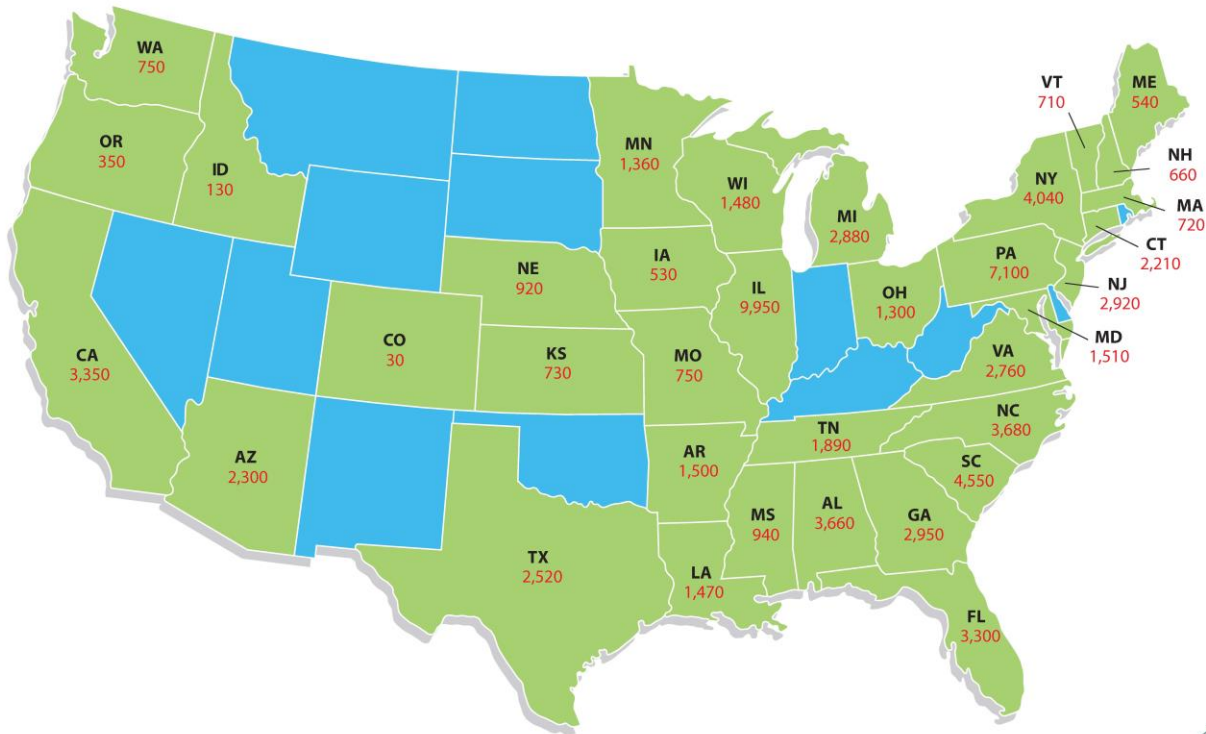 WA
750
OR
350
ID
130
CA
3,350
AZ
2,300
CO
30
NE
920
KS
730
TX
2,520
MN
1,360
IA
530
MO
750
AR
1,500
LA
1,470
WI
1,480
IL
9,950
MI
2,880
OH
1,300
TN
1,890
MS
940
AL
3,660
GA
2,950
FL
3,300
SC
4,550
NC
3,680
VA
2,760
PA
7,100
NY
4,040
VT
710
ME
540
NH
660
MA
720
CT
2,210
NJ
2,920
MD
1,510